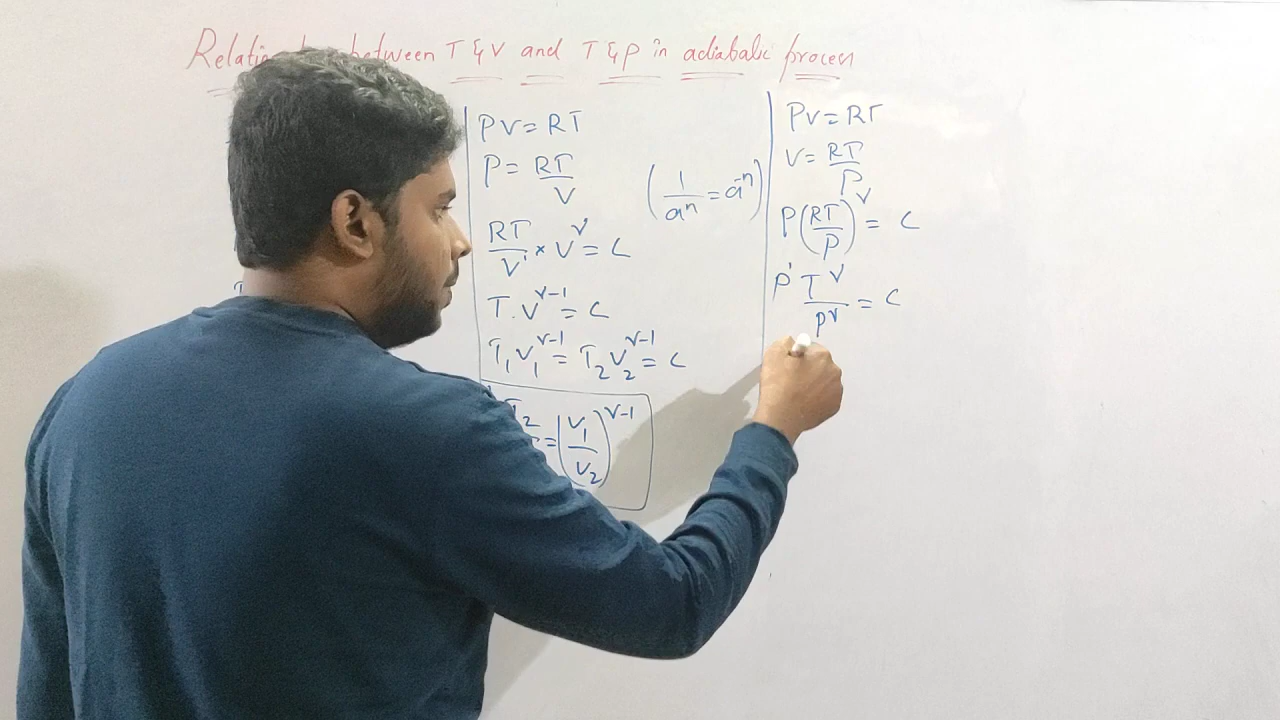 between T & V and T & P in adiabatic process
PV = RT
P = RT/V
(1/aⁿ = a⁻ⁿ)
RT/V¹ × V^γ = C
T.V^γ-1 = C
T₁V₁^γ-1 = T₂V₂^γ-1 = C
T₂ = (V₁/V₂)^γ-1
PV = RT
V = RT/P
P(RT/P)^γ = C
P¹ T^γ/P^γ = C